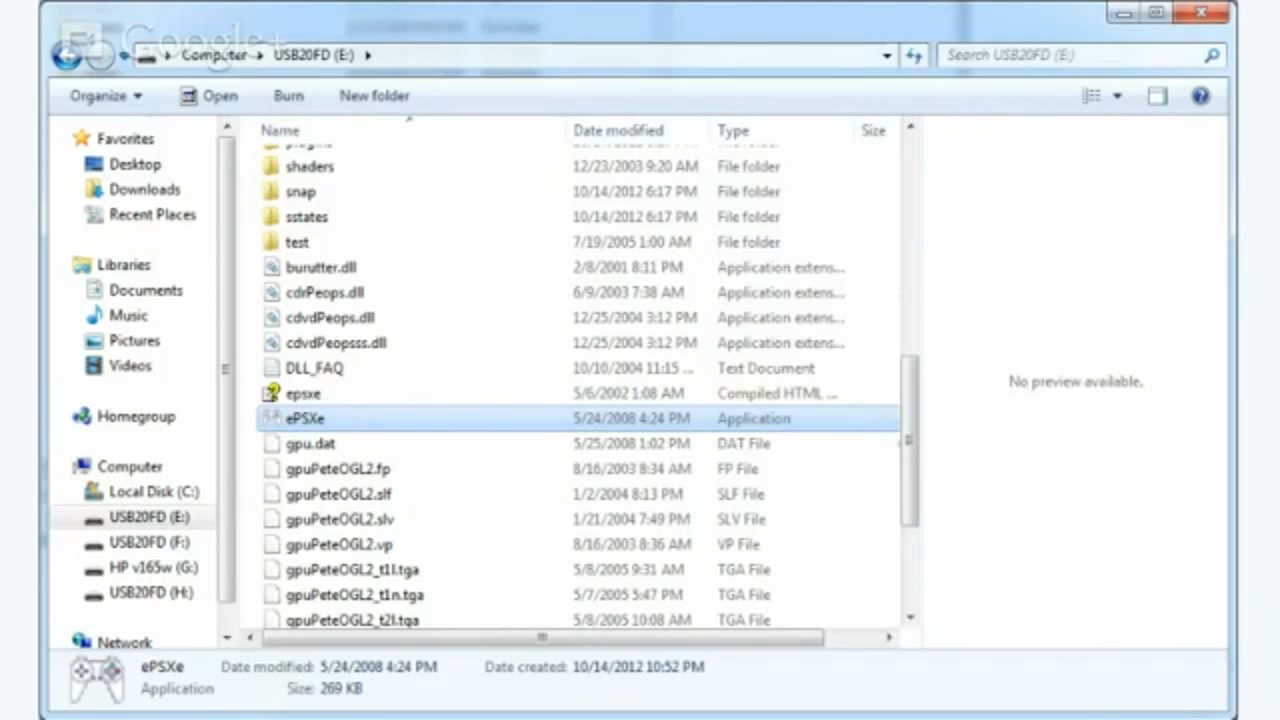 Google+
Computer USB20FD (E:)
Search USB20FD (E:)
Organize Open Burn New folder
Favorites
Desktop
Downloads
Recent Places
Libraries
Documents
Music
Pictures
Videos
Homegroup
Computer
Local Disk (C:)
USB20FD (E:)
USB20FD (F:)
HP v165w (G:)
USB20FD (H:)
Network
Name Date modified Type Size
shaders 12/23/2003 9:20 AM File folder
snap 10/14/2012 6:17 PM File folder
sstates 10/14/2012 6:17 PM File folder
test 7/19/2005 1:00 AM File folder
burutter.dll 2/8/2001 8:11 PM Application extens...
cdrPeops.dll 6/9/2003 7:38 AM Application extens...
cdvdPeops.dll 12/25/2004 3:12 PM Application extens...
cdvdPeopsss.dll 12/25/2004 3:12 PM Application extens...
DLL_FAQ 10/10/2004 11:15 ... Text Document
epsxe 5/6/2002 1:08 AM Compiled HTML ...
ePSXe 5/24/2008 4:24 PM Application
gpu.dat 5/25/2008 1:02 PM DAT File
gpuPeteOGL2.fp 8/16/2003 8:34 AM FP File
gpuPeteOGL2.slf 1/2/2004 8:13 PM SLF File
gpuPeteOGL2.slv 1/21/2004 7:49 PM SLV File
gpuPeteOGL2.vp 8/16/2003 8:36 AM VP File
gpuPeteOGL2_t1l.tga 5/8/2005 9:31 AM TGA File
gpuPeteOGL2_t1n.tga 5/7/2005 5:47 PM TGA File
gpuPeteOGL2_t2l.tga 5/8/2005 10:08 AM TGA File
No preview available.
ePSXe Date modified: 5/24/2008 4:24 PM Date created: 10/14/2012 10:52 PM
Application Size: 269 KB